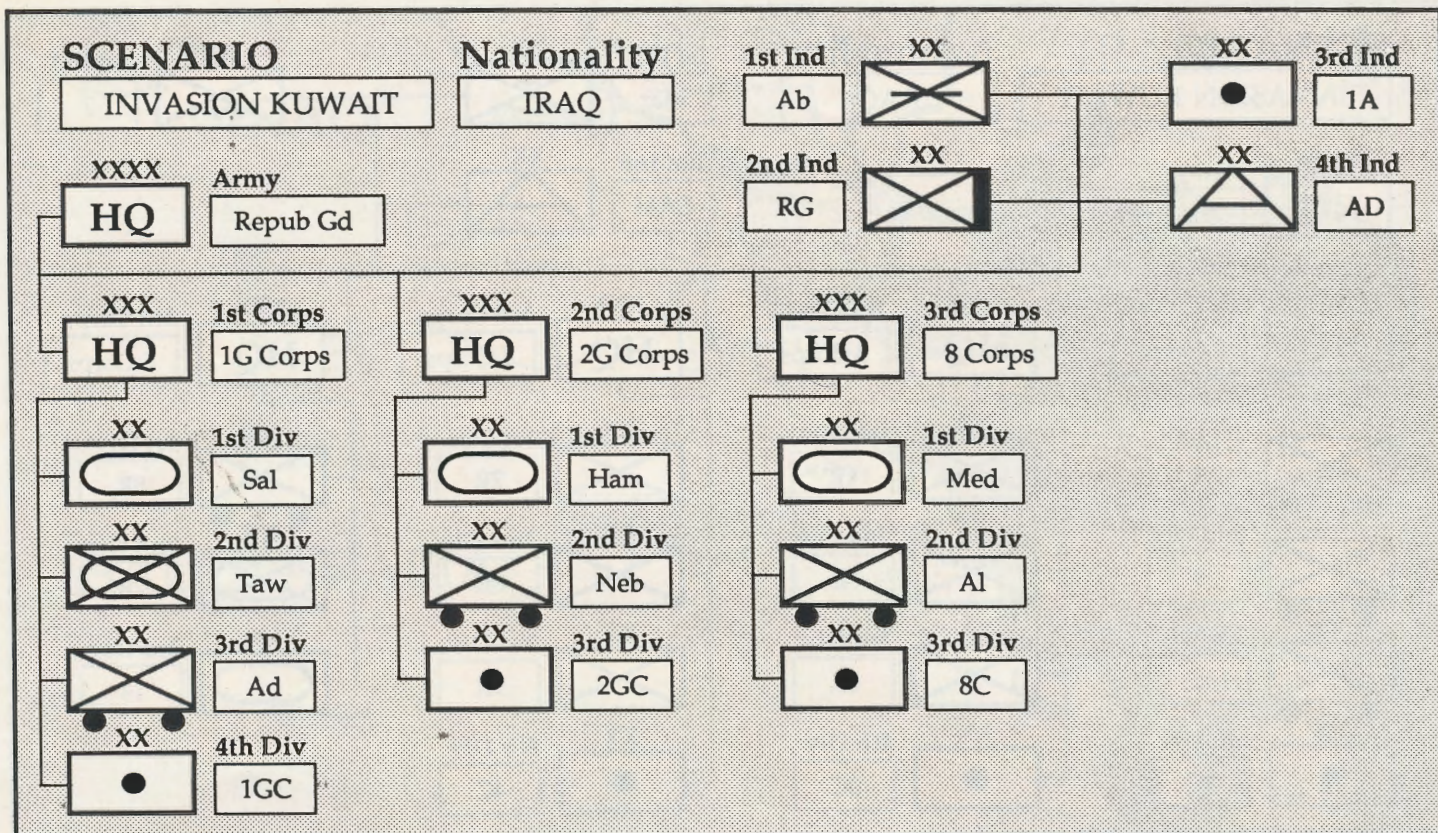 SCENARIO
INVASION KUWAIT
Nationality
IRAQ
1st Ind
Ab
XX
XX
3rd Ind
1A
2nd Ind
RG
XX
XX
4th Ind
AD
XXXX
HQ
Army
Repub Gd
XXX
HQ
1st Corps
1G Corps
XXX
HQ
2nd Corps
2G Corps
XXX
HQ
3rd Corps
8 Corps
XX
1st Div
Sal
XX
1st Div
Ham
XX
1st Div
Med
XX
2nd Div
Taw
XX
2nd Div
Neb
XX
2nd Div
Al
XX
3rd Div
Ad
XX
3rd Div
2GC
XX
3rd Div
8C
XX
4th Div
1GC